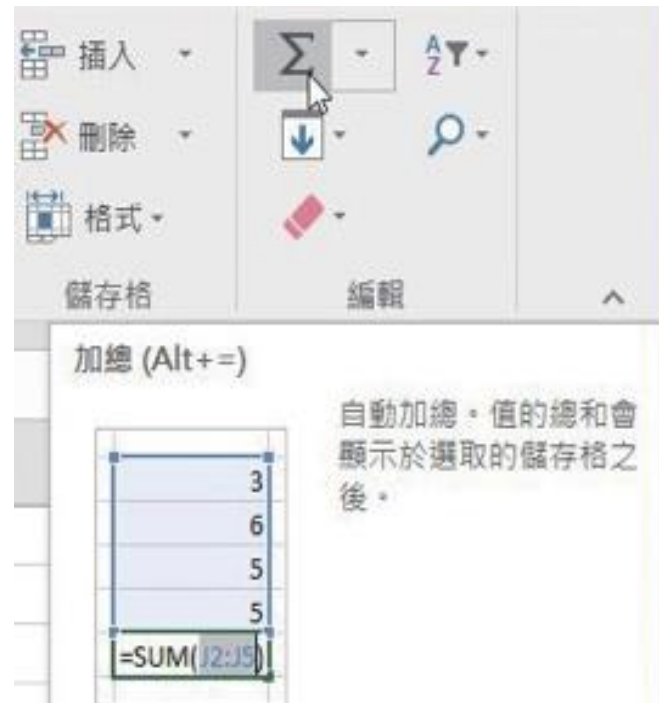 插入
刪除
格式
儲存格
Σ
A
Z
編輯
加總 (Alt+=)
自動加總。值的總和會
顯示於選取的儲存格之
後。
3
6
5
5
=SUM(J2:J5)